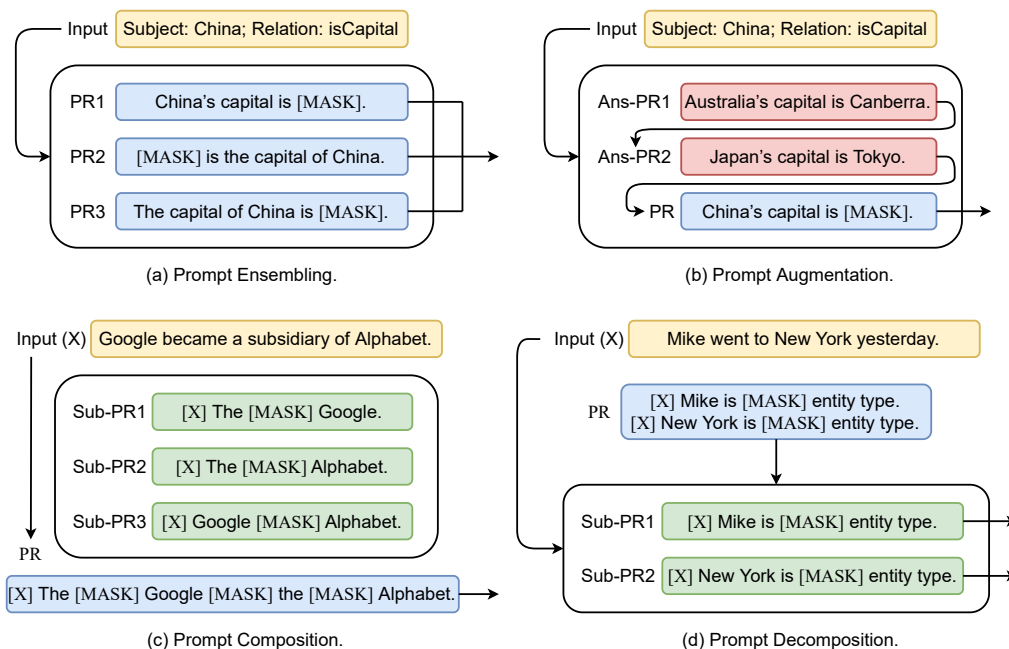 Input Subject: China; Relation: isCapital
PR1 China's capital is [MASK].
PR2 [MASK] is the capital of China.
PR3 The capital of China is [MASK].
(a) Prompt Ensembling.
Input Subject: China; Relation: isCapital
Ans-PR1 Australia's capital is Canberra.
Ans-PR2 Japan's capital is Tokyo.
PR China's capital is [MASK].
(b) Prompt Augmentation.
Input (X) Google became a subsidiary of Alphabet.
Sub-PR1 [X] The [MASK] Google.
Sub-PR2 [X] The [MASK] Alphabet.
Sub-PR3 [X] Google [MASK] Alphabet.
PR
[X] The [MASK] Google [MASK] the [MASK] Alphabet.
(c) Prompt Composition.
Input (X) Mike went to New York yesterday.
PR [X] Mike is [MASK] entity type.
[X] New York is [MASK] entity type.
Sub-PR1 [X] Mike is [MASK] entity type.
Sub-PR2 [X] New York is [MASK] entity type.
(d) Prompt Decomposition.